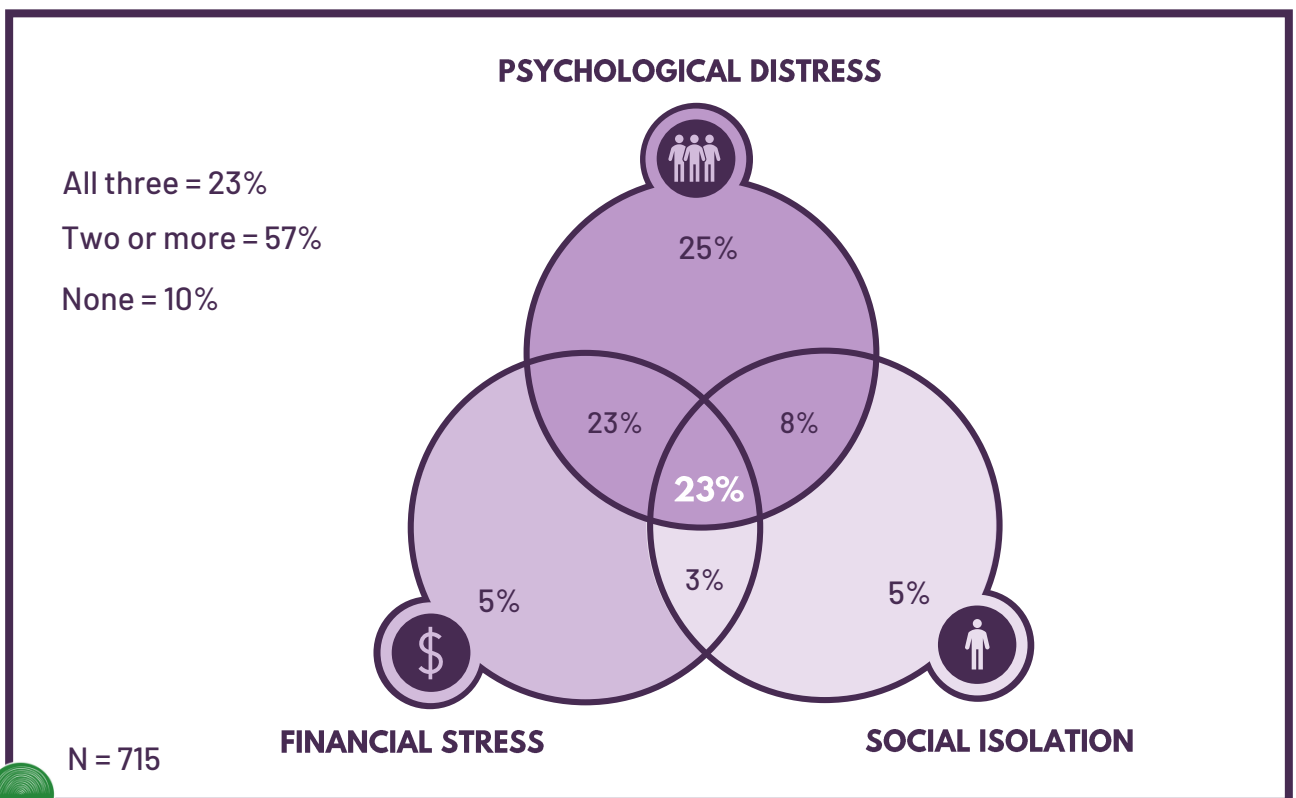 PSYCHOLOGICAL DISTRESS
All three = 23%
Two or more = 57%
None = 10%
25%
23%
8%
23%
3%
5%
5%
$
FINANCIAL STRESS
SOCIAL ISOLATION
N = 715